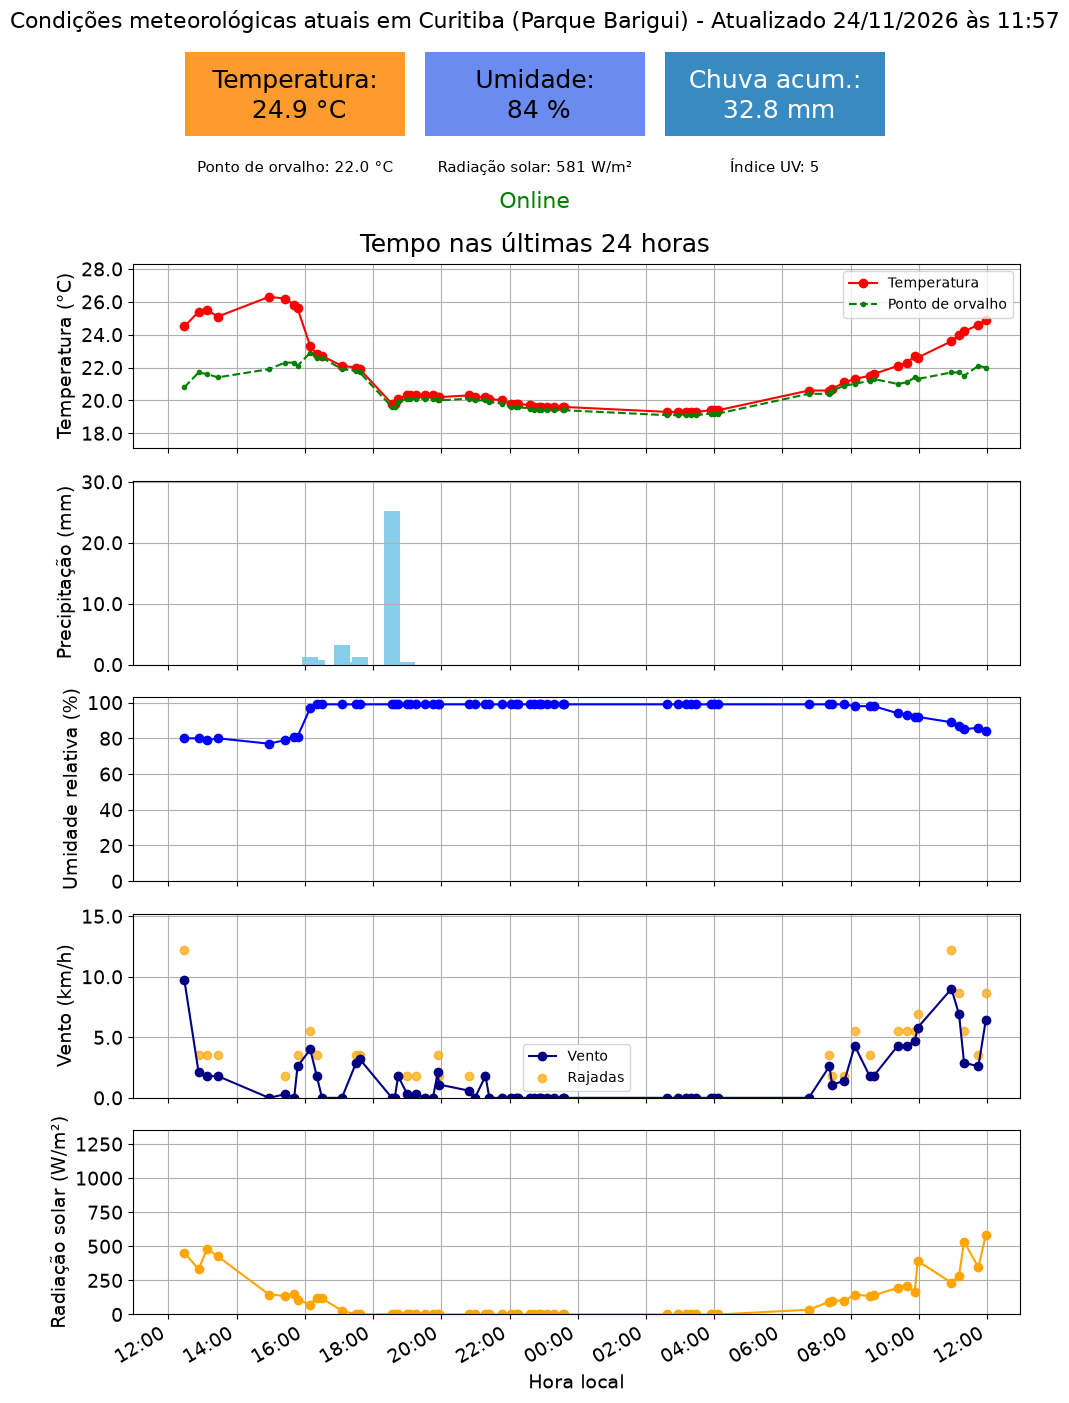 Condições meteorológicas atuais em Curitiba (Parque Barigui) - Atualizado 24/11/2026 às 11:57
Temperatura:
24.9 °C
Umidade:
84 %
Chuva acum.:
32.8 mm
Ponto de orvalho: 22.0 °C
Radiação solar: 581 W/m²
Índice UV: 5
Online
Tempo nas últimas 24 horas
Temperatura (°C)
28.0
26.0
24.0
22.0
20.0
18.0
Temperatura
Ponto de orvalho
Precipitação (mm)
30.0
20.0
10.0
0.0
Umidade relativa (%)
100
80
60
40
20
0
Vento (km/h)
15.0
10.0
5.0
0.0
Vento
Rajadas
Radiação solar (W/m²)
1250
1000
750
500
250
0
12:00
14:00
16:00
18:00
20:00
22:00
00:00
02:00
04:00
06:00
08:00
10:00
12:00
Hora local